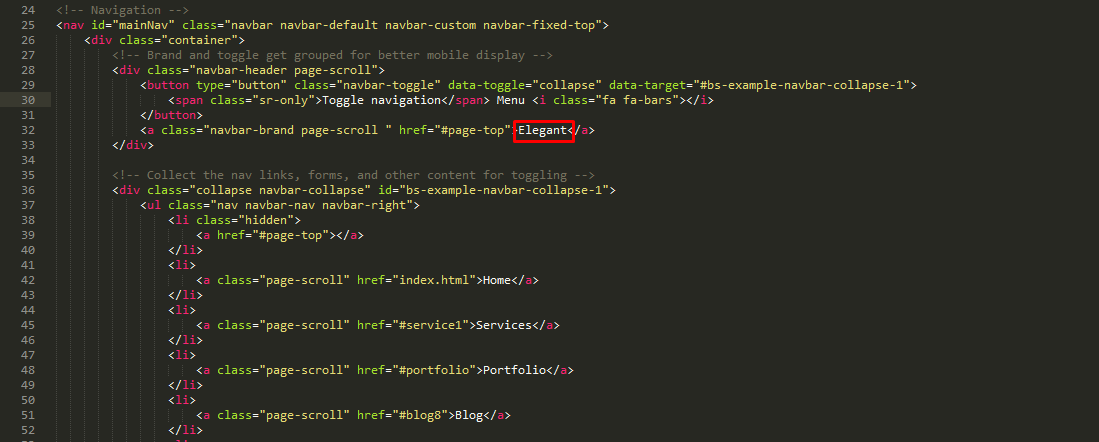 24 <!-- Navigation -->
25 <nav id="mainNav" class="navbar navbar-default navbar-custom navbar-fixed-top">
26 <div class="container">
27 <!-- Brand and toggle get grouped for better mobile display -->
28 <div class="navbar-header page-scroll">
29 <button type="button" class="navbar-toggle" data-toggle="collapse" data-target="#bs-example-navbar-collapse-1">
30 <span class="sr-only">Toggle navigation</span> Menu <i class="fa fa-bars"></i>
31 </button>
32 <a class="navbar-brand page-scroll " href="#page-top">Elegant</a>
33 </div>
34
35 <!-- Collect the nav links, forms, and other content for toggling -->
36 <div class="collapse navbar-collapse" id="bs-example-navbar-collapse-1">
37 <ul class="nav navbar-nav navbar-right">
38 <li class="hidden">
39 <a href="#page-top"></a>
40 </li>
41 <li>
42 <a class="page-scroll" href="index.html">Home</a>
43 </li>
44 <li>
45 <a class="page-scroll" href="#service1">Services</a>
46 </li>
47 <li>
48 <a class="page-scroll" href="#portfolio">Portfolio</a>
49 </li>
50 <li>
51 <a class="page-scroll" href="#blog8">Blog</a>
52 </li>